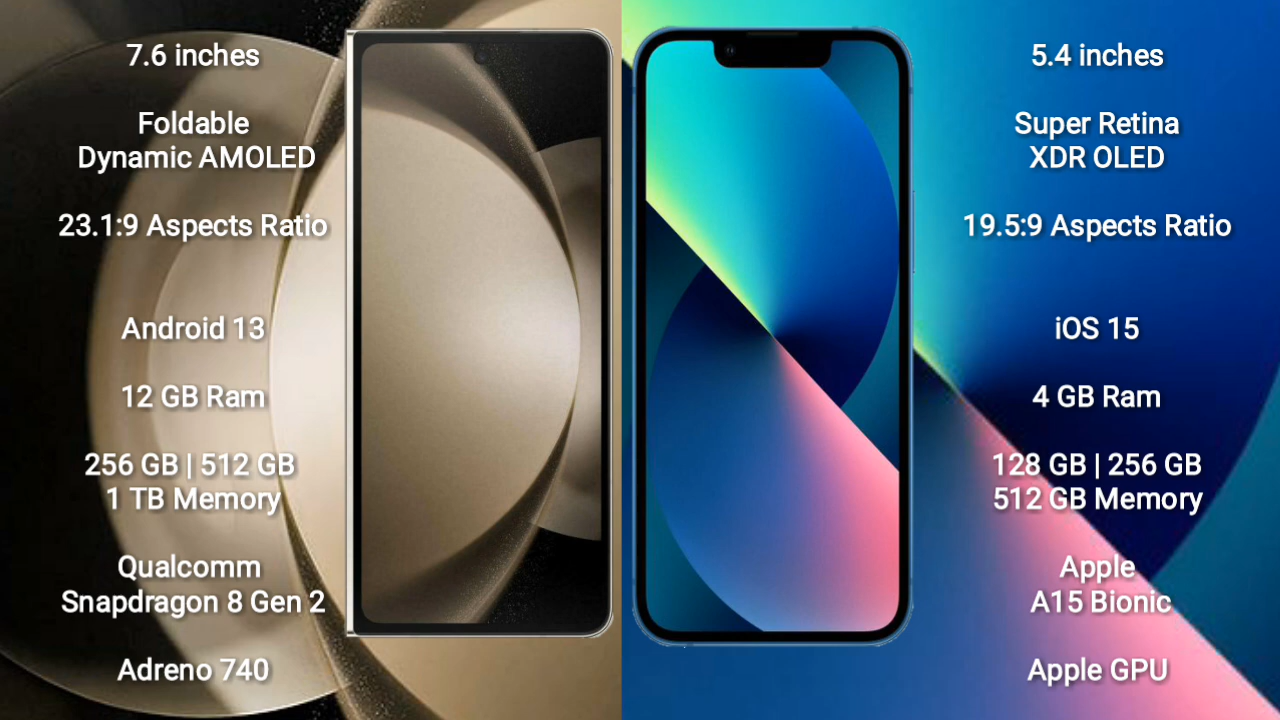 7.6 inches
Foldable
Dynamic AMOLED
23.1:9 Aspects Ratio
Android 13
12 GB Ram
256 GB | 512 GB
1 TB Memory
Qualcomm
Snapdragon 8 Gen 2
Adreno 740
5.4 inches
Super Retina
XDR OLED
19.5:9 Aspects Ratio
iOS 15
4 GB Ram
128 GB | 256 GB
512 GB Memory
Apple
A15 Bionic
Apple GPU